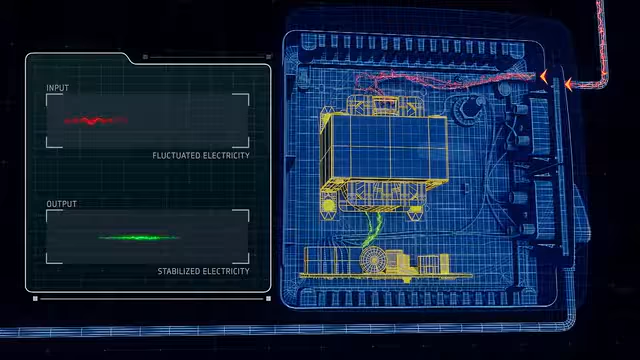 INPUT
FLUCTUATED ELECTRICITY
OUTPUT
STABILIZED ELECTRICITY